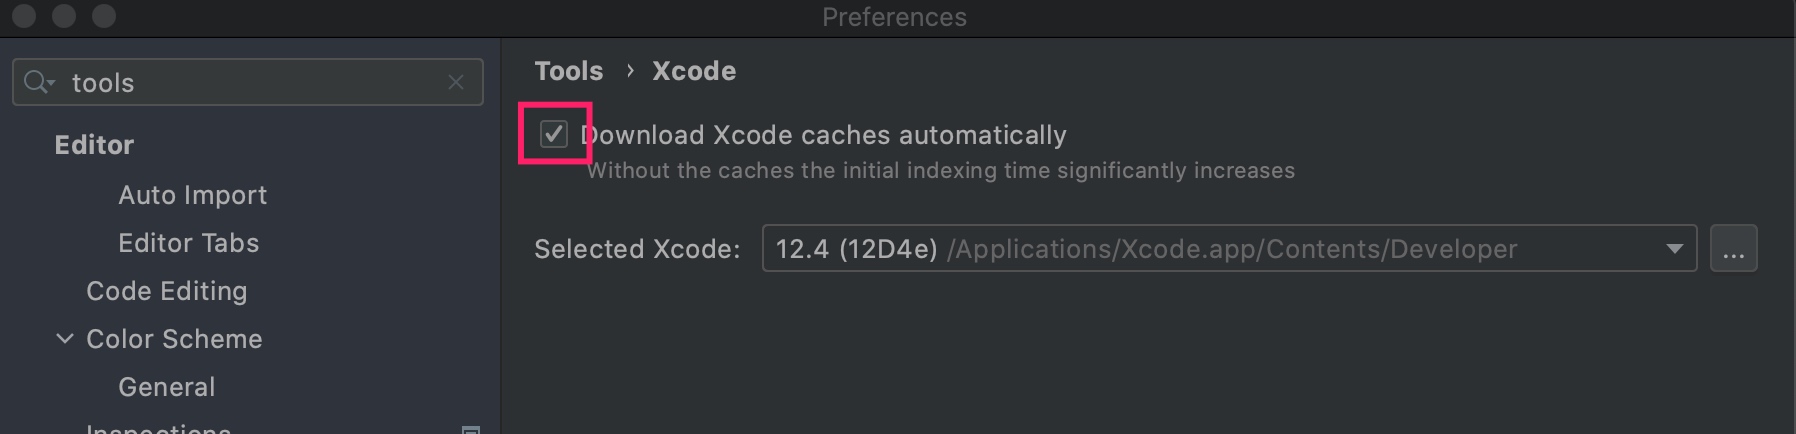 Preferences
tools
Editor
Auto Import
Editor Tabs
Code Editing
Color Scheme
General
Inspections
Tools › Xcode
Download Xcode caches automatically
Without the caches the initial indexing time significantly increases
Selected Xcode: 12.4 (12D4e) /Applications/Xcode.app/Contents/Developer ...